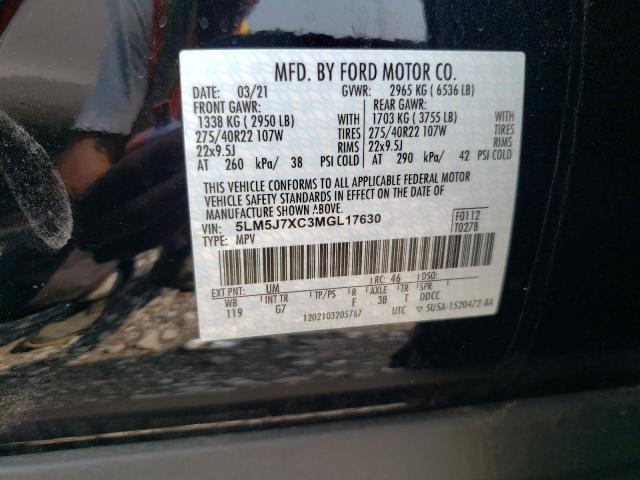 MFD. BY FORD MOTOR CO.
DATE: 03/21 GVWR: 2965 KG ( 6536 LB)
FRONT GAWR: REAR GAWR:
1338 KG ( 2950 LB) WITH 1703 KG ( 3755 LB) WITH
275/40R22 107W TIRES 275/40R22 107W TIRES
22x9.5J RIMS 22x9.5J RIMS
AT 260 kPa/ 38 PSI COLD AT 290 kPa/ 42 PSI COLD
THIS VEHICLE CONFORMS TO ALL APPLICABLE FEDERAL MOTOR
VEHICLE SAFETY STANDARDS IN EFFECT ON THE DATE OF
MANUFACTURE SHOWN ABOVE.
VIN: 5LM5J7XC3MGL17630 F0112
TYPE: MPV T0278
EXT PNT: UM RC: 46 DSO:
WB INT TR TP/PS R AXLE TR
119 G7 F 3B T DDCC
1202103205767 UTC ▽ 5U5A-1520472-BA